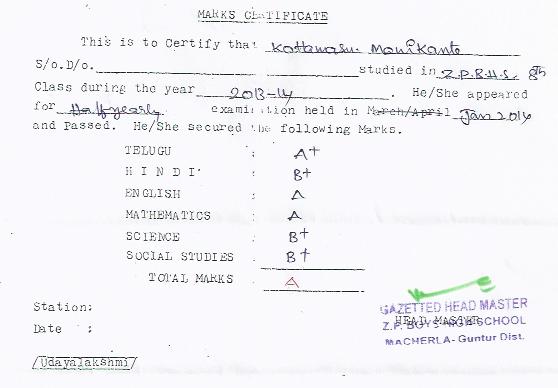 MARKS CERTIFICATE
This is to Certify that Kottamasu Manikanta
S/o.D/o. studied in Z.P.B.H.S. 8th
Class during the year 2013-14. He/She appeared
for Halfyearly examination held in March/April Jan 2014
and Passed. He/She secured the following Marks.
TELUGU : A+
H I N D I : B+
ENGLISH : A
MATHEMATICS : A
SCIENCE : B+
SOCIAL STUDIES : B+
TOTAL MARKS : A
Station:
Date :
HEAD MASTER
GAZETTED HEAD MASTER
Z.P. BOYS HIGH SCHOOL
MACHERLA - Guntur Dist.
/Udayalakshmi/